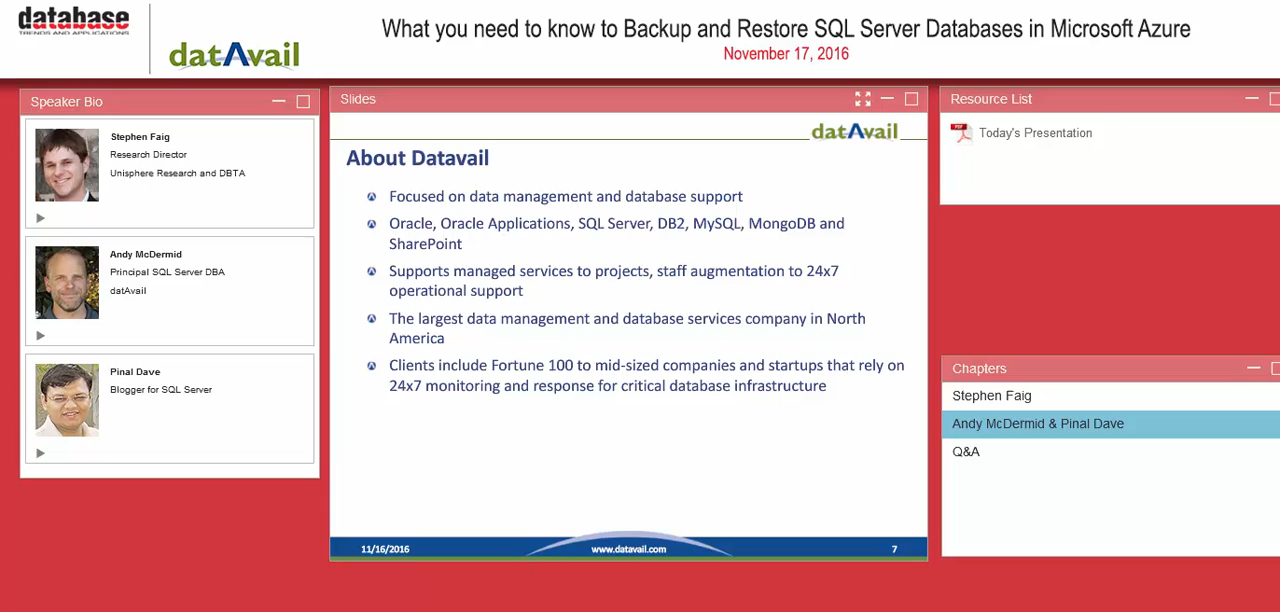 database
TRENDS AND APPLICATIONS
datAvail
What you need to know to Backup and Restore SQL Server Databases in Microsoft Azure
November 17, 2016
Speaker Bio
Stephen Faig
Research Director
Unisphere Research and DBTA
Andy McDermid
Principal SQL Server DBA
datAvail
Pinal Dave
Blogger for SQL Server
Slides
datAvail
About Datavail
Focused on data management and database support
Oracle, Oracle Applications, SQL Server, DB2, MySQL, MongoDB and
SharePoint
Supports managed services to projects, staff augmentation to 24x7
operational support
The largest data management and database services company in North
America
Clients include Fortune 100 to mid-sized companies and startups that rely on
24x7 monitoring and response for critical database infrastructure
11/16/2016
www.datavail.com
7
Resource List
PDF
Today's Presentation
Chapters
Stephen Faig
Andy McDermid & Pinal Dave
Q&A